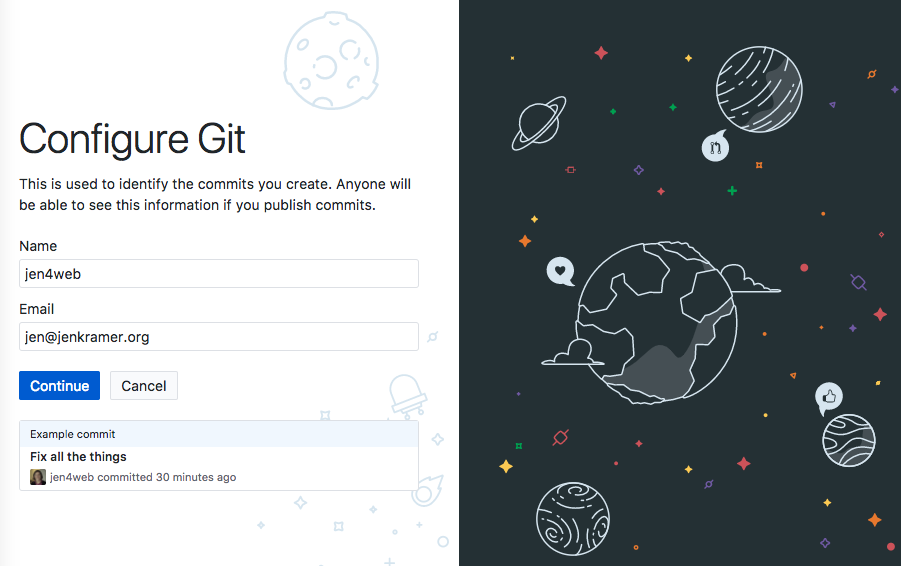 Configure Git
This is used to identify the commits you create. Anyone will
be able to see this information if you publish commits.
Name
jen4web
Email
jen@jenkramer.org
Continue
Cancel
Example commit
Fix all the things
jen4web committed 30 minutes ago